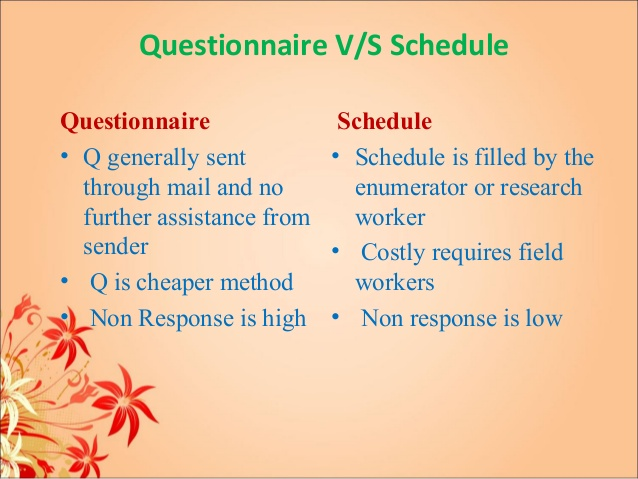 Questionnaire V/S Schedule
Questionnaire
• Q generally sent
through mail and no
further assistance from
sender
• Q is cheaper method
• Non Response is high
Schedule
• Schedule is filled by the
enumerator or research
worker
• Costly requires field
workers
• Non response is low